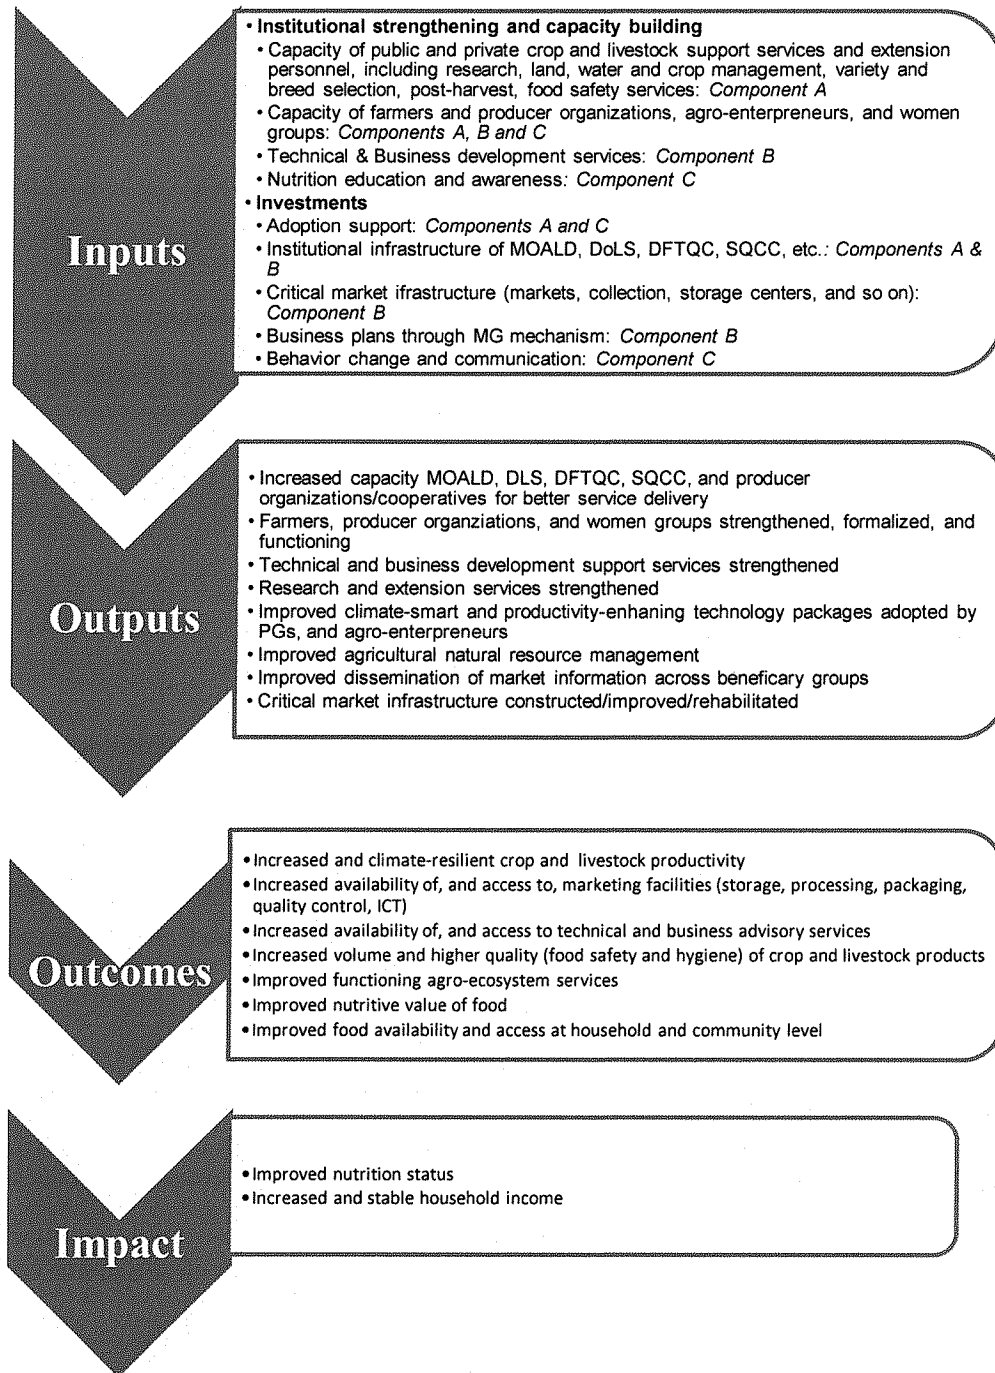 Inputs
• Institutional strengthening and capacity building
• Capacity of public and private crop and livestock support services and extension
personnel, including research, land, water and crop management, variety and
breed selection, post-harvest, food safety services: Component A
• Capacity of farmers and producer organizations, agro-enterpreneurs, and women
groups: Components A, B and C
• Technical & Business development services: Component B
• Nutrition education and awareness: Component C
• Investments
• Adoption support: Components A and C
• Institutional infrastructure of MOALD, DoLS, DFTQC, SQCC, etc.: Components A &
B
• Critical market ifrastructure (markets, collection, storage centers, and so on):
Component B
• Business plans through MG mechanism: Component B
• Behavior change and communication: Component C
Outputs
• Increased capacity MOALD, DLS, DFTQC, SQCC, and producer
organizations/cooperatives for better service delivery
• Farmers, producer organziations, and women groups strengthened, formalized, and
functioning
• Technical and business development support services strengthened
• Research and extension services strengthened
• Improved climate-smart and productivity-enhaning technology packages adopted by
PGs, and agro-enterpreneurs
• Improved agricultural natural resource management
• Improved dissemination of market information across beneficary groups
• Critical market infrastructure constructed/improved/rehabilitated
Outcomes
• Increased and climate-resilient crop and livestock productivity
• Increased availability of, and access to, marketing facilities (storage, processing, packaging,
quality control, ICT)
• Increased availability of, and access to technical and business advisory services
• Increased volume and higher quality (food safety and hygiene) of crop and livestock products
• Improved functioning agro-ecosystem services
• Improved nutritive value of food
• Improved food availability and access at household and community level
Impact
• Improved nutrition status
• Increased and stable household income